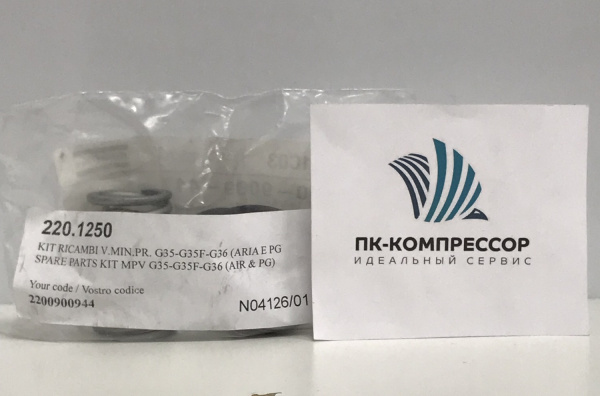 220.1250
KIT RICAMBI V.MIN.PR. G35-G35F-G36 (ARIA E PG
SPARE PARTS KIT MPV G35-G35F-G36 (AIR & PG)
Your code / Vostro codice
2200900944
N04126/01
ПК-КОМПРЕССОР
ИДЕАЛЬНЫЙ СЕРВИС